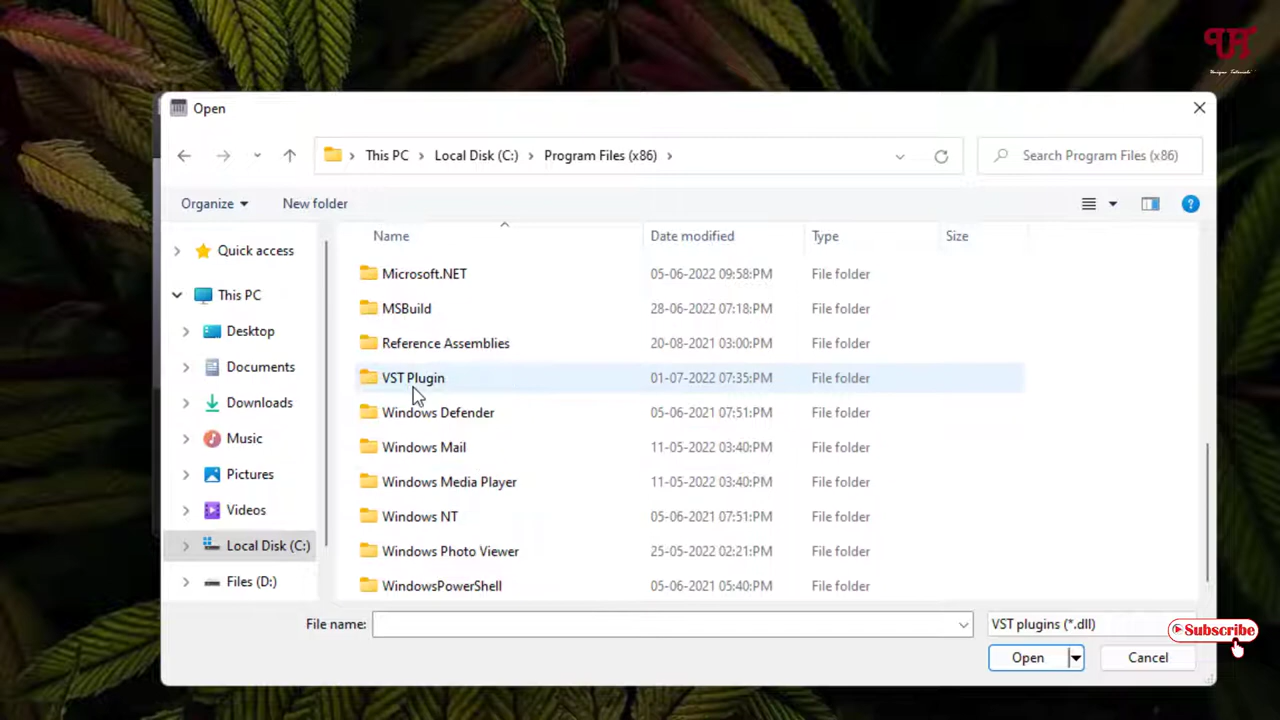 UT
Unique Tutorials
Open
This PC > Local Disk (C:) > Program Files (x86) >
Search Program Files (x86)
Organize
New folder
Name Date modified Type Size
Quick access
This PC
Desktop
Documents
Downloads
Music
Pictures
Videos
Local Disk (C:)
Files (D:)
Microsoft.NET 05-06-2022 09:58:PM File folder
MSBuild 28-06-2022 07:18:PM File folder
Reference Assemblies 20-08-2021 03:00:PM File folder
VST Plugin 01-07-2022 07:35:PM File folder
Windows Defender 05-06-2021 07:51:PM File folder
Windows Mail 11-05-2022 03:40:PM File folder
Windows Media Player 11-05-2022 03:40:PM File folder
Windows NT 05-06-2021 07:51:PM File folder
Windows Photo Viewer 25-05-2022 02:21:PM File folder
WindowsPowerShell 05-06-2021 05:40:PM File folder
File name:
VST plugins (*.dll)
Subscribe
Open
Cancel